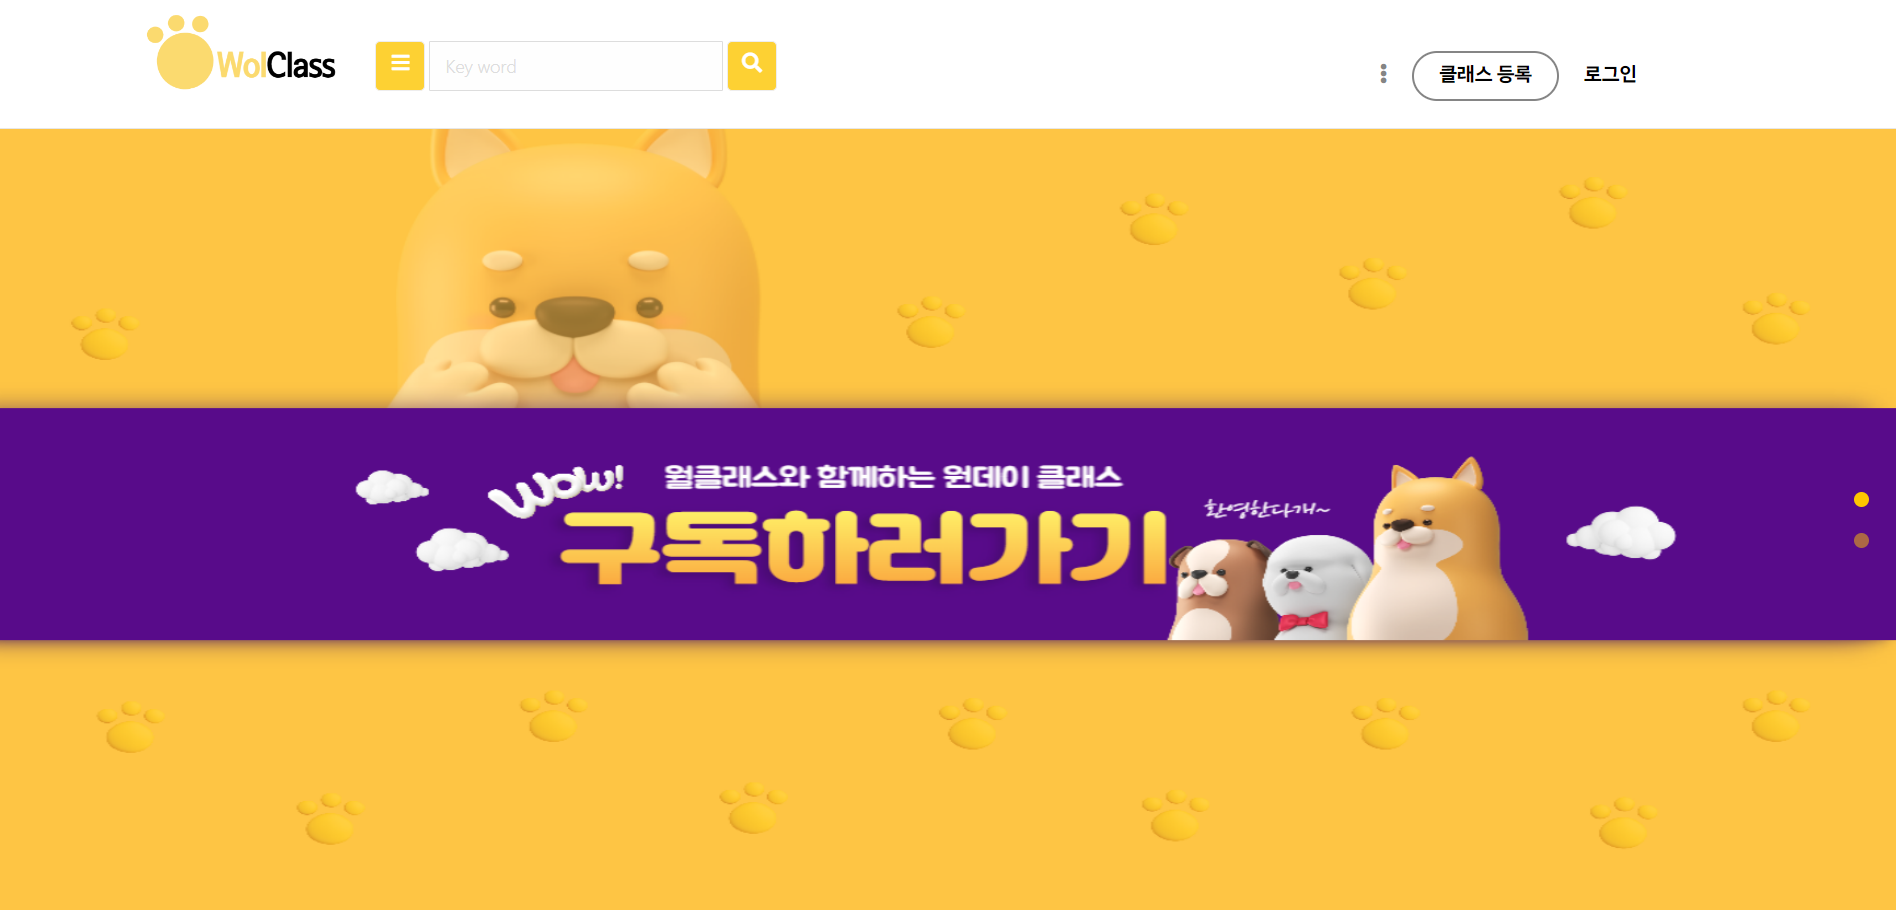 WolClass
Key word
클래스 등록
로그인
Wow!
월클래스와 함께하는 원데이 클래스
구독하러가기
환영한다개~